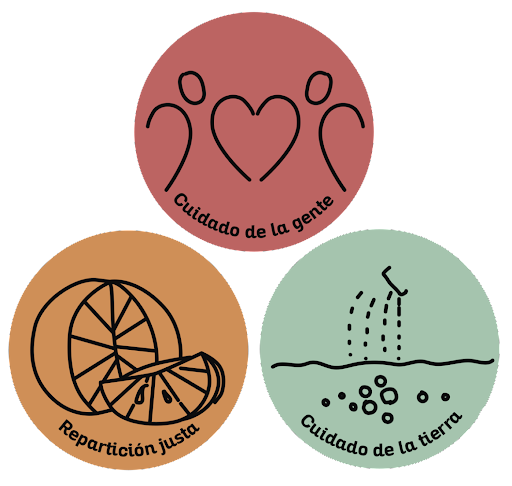 Cuidado de la gente
Repartición justa
Cuidado de la tierra